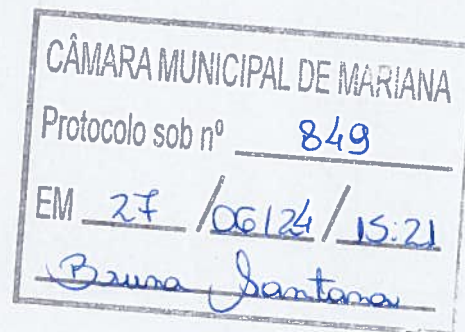 CÂMARA MUNICIPAL DE MARIANA
Protocolo sob nº 849
EM 27 /06/24 / 15:21
Bruna Santana